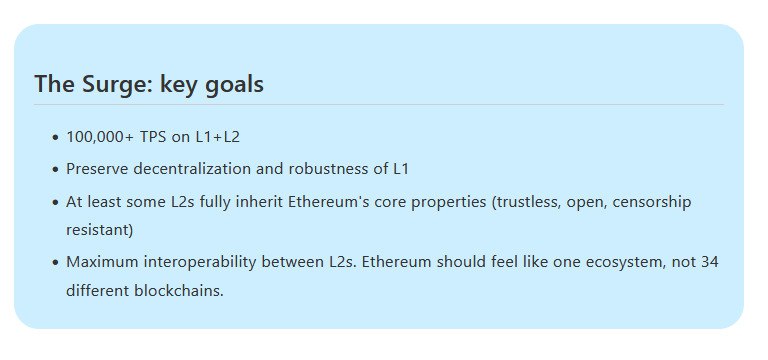 The Surge: key goals
• 100,000+ TPS on L1+L2
• Preserve decentralization and robustness of L1
• At least some L2s fully inherit Ethereum's core properties (trustless, open, censorship
resistant)
• Maximum interoperability between L2s. Ethereum should feel like one ecosystem, not 34
different blockchains.